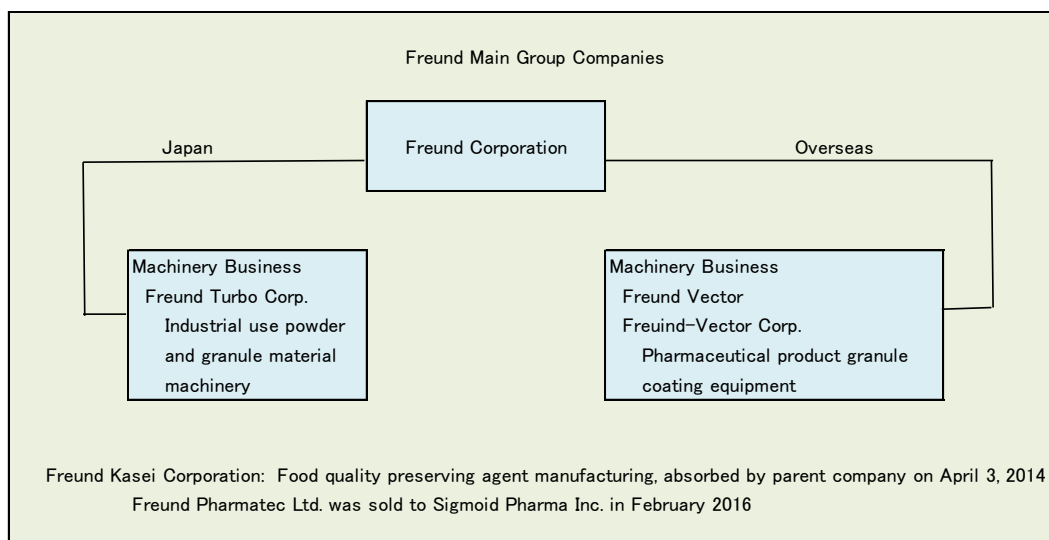 Freund Main Group Companies
Japan
Freund Corporation
Overseas
Machinery Business
Freund Turbo Corp.
Industrial use powder
and granule material
machinery
Machinery Business
Freund Vector
Freuind-Vector Corp.
Pharmaceutical product granule
coating equipment
Freund Kasei Corporation: Food quality preserving agent manufacturing, absorbed by parent company on April 3, 2014
Freund Pharmatec Ltd. was sold to Sigmoid Pharma Inc. in February 2016